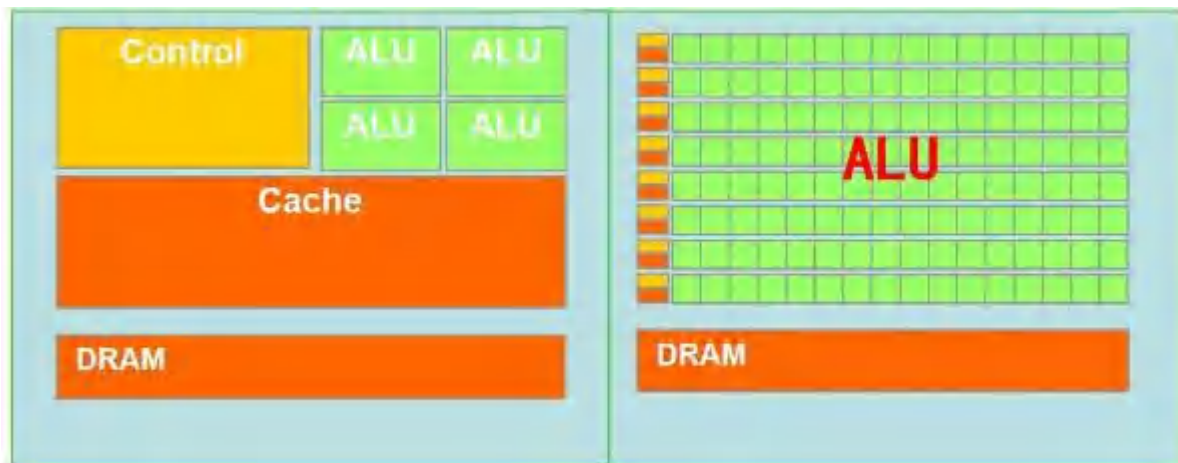 Control
ALU ALU
ALU ALU
Cache
DRAM
ALU
DRAM